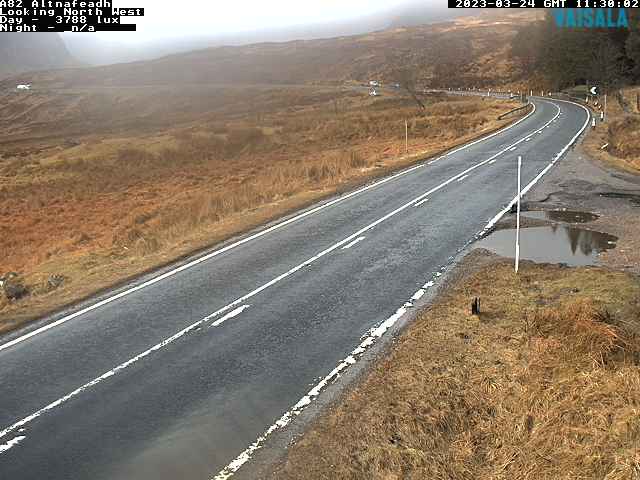 A82 Altnafeadh
Looking North West
Day - 3788 lux
Night - n/a
2023-03-24 GMT 11:30:02
VAISALA